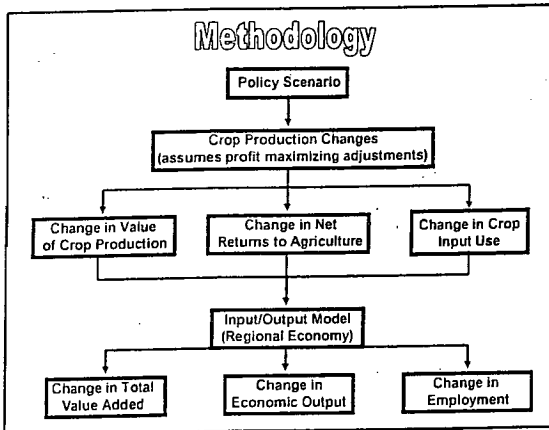 Methodology
Policy Scenario
Crop Production Changes
(assumes profit maximizing adjustments)
Change in Value
of Crop Production
Change in Net
Returns to Agriculture
Change in Crop
Input Use
Input/Output Model
(Regional Economy)
Change in Total
Value Added
Change in
Economic Output
Change in
Employment